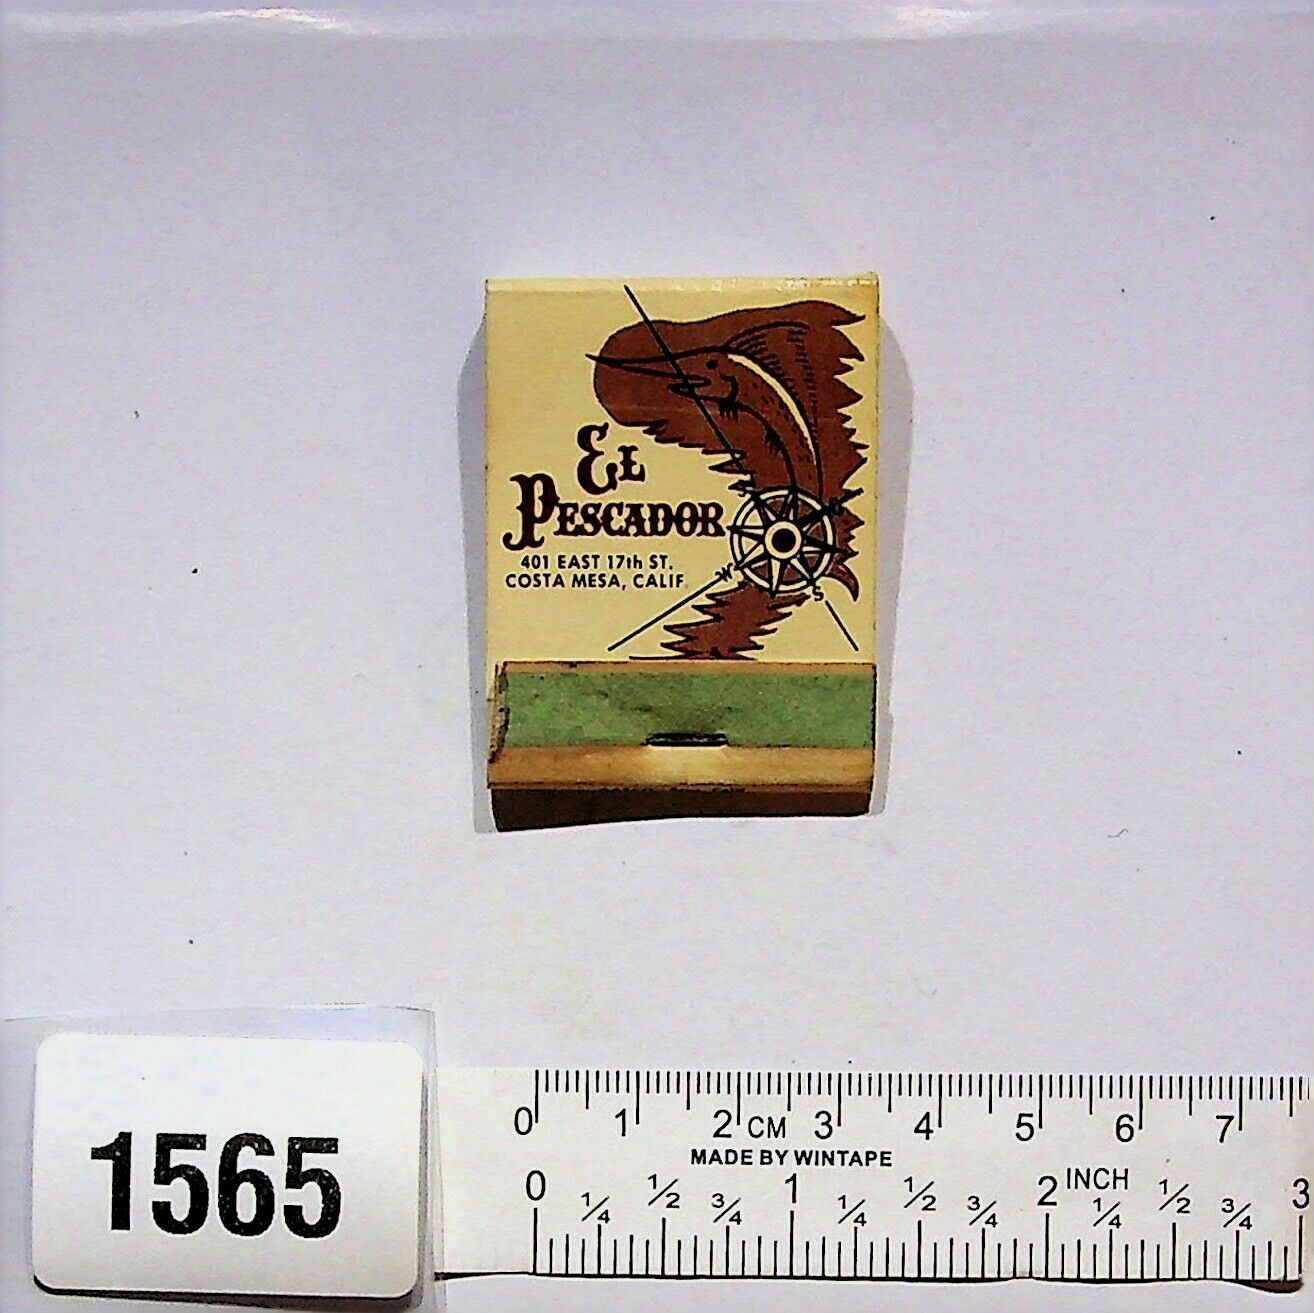 El
Pescador
401 EAST 17th ST.
COSTA MESA, CALIF.
N
W
S
1565
0 1 2 CM 3 4 5 6 7
MADE BY WINTAPE
0 1/4 1/2 3/4 1 1/4 1/2 3/4 2 INCH 1/4 1/2 3/4 3